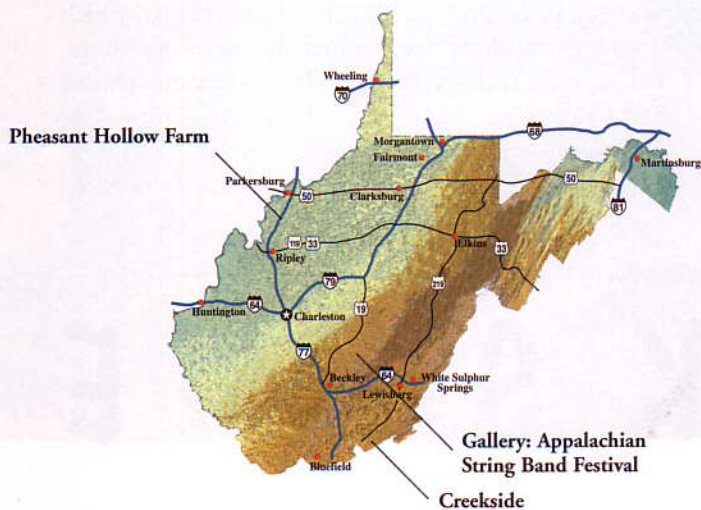 Wheeling
70
Pheasant Hollow Farm
Morgantown
68
Fairmont
Martinsburg
Parkersburg
50
Clarksburg
50
81
119
33
Elkins
33
Ripley
79
219
64
Huntington
19
Charleston
77
Beckley
64
White Sulphur
Springs
Lewisburg
Gallery: Appalachian
String Band Festival
Bluefield
Creekside